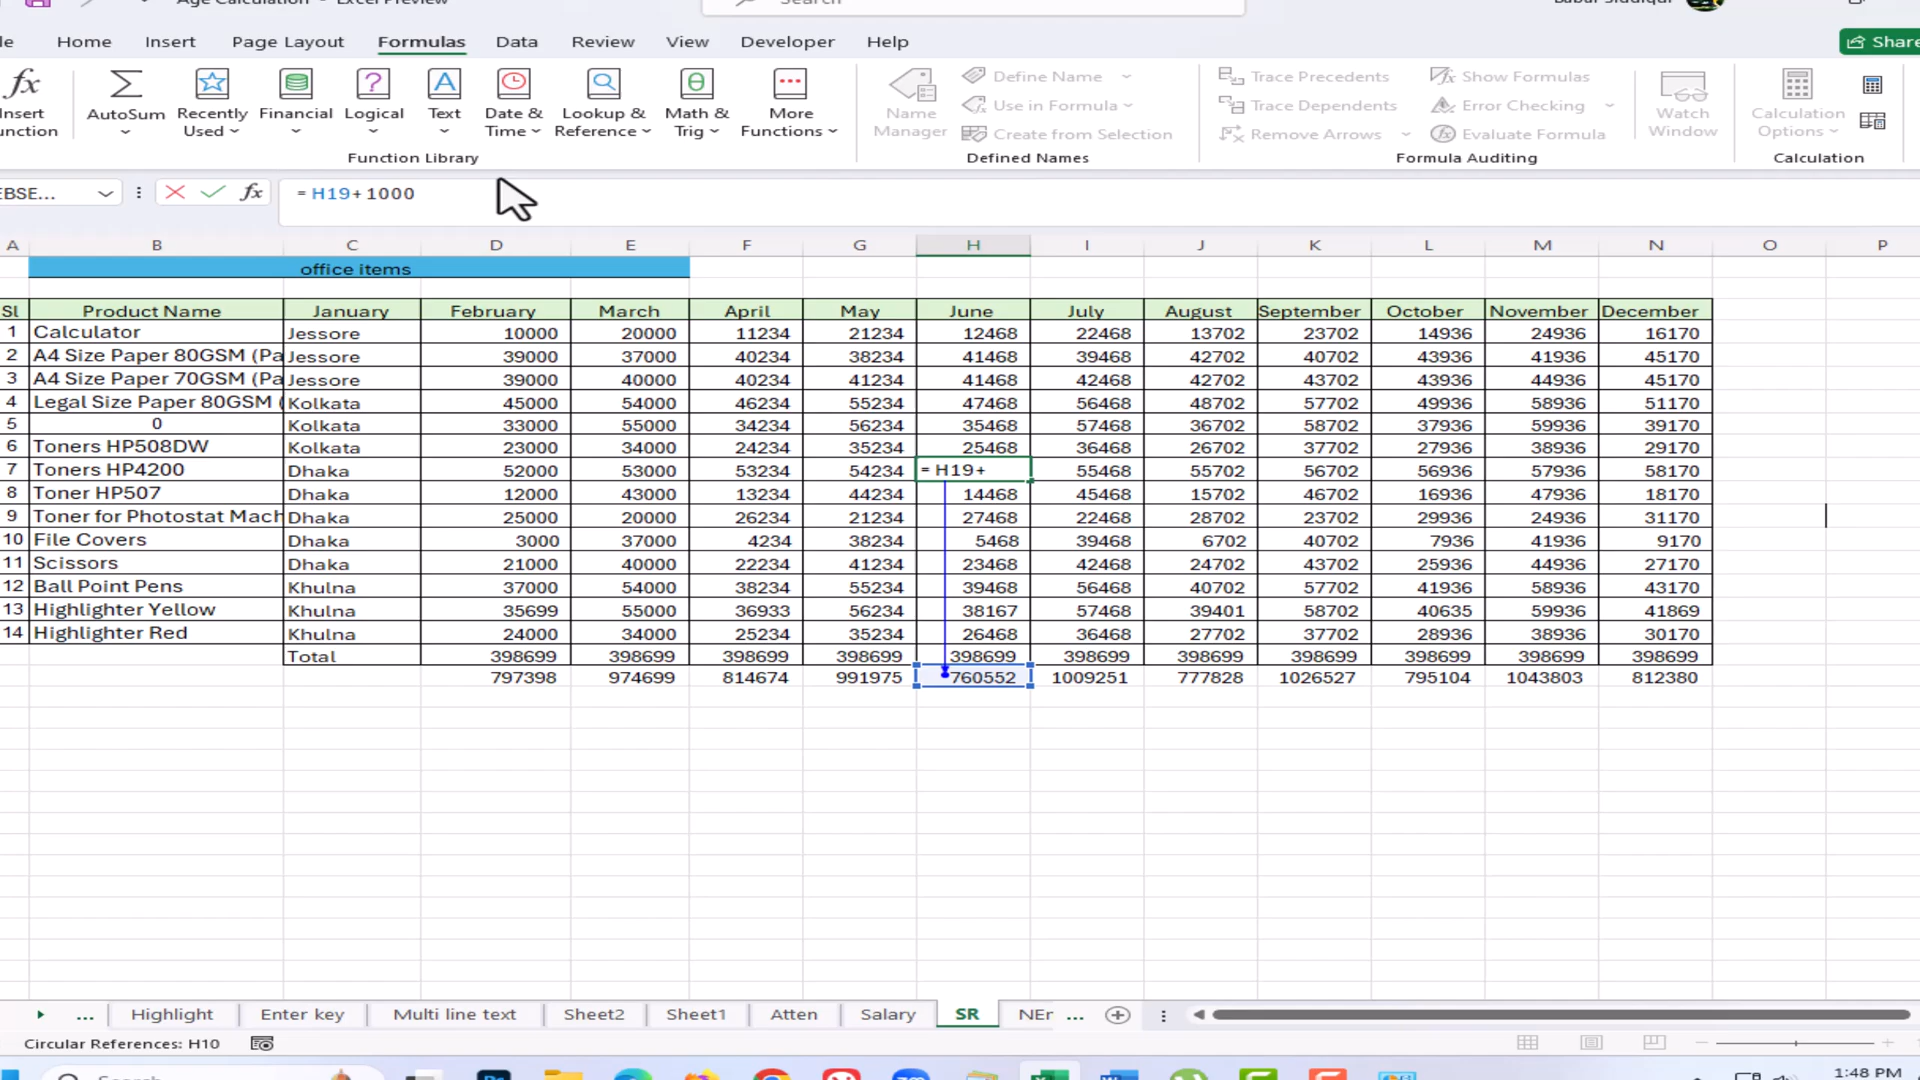 Age Calculation - Excel Preview
Search
Babur Siddiqui
Home Insert Page Layout Formulas Data Review View Developer Help
Share
Insert AutoSum Recently Used Financial Logical Text Date & Time Lookup & Reference Math & Trig More Functions
Name Manager Define Name Use in Formula Create from Selection
Trace Precedents Trace Dependents Remove Arrows Show Formulas Error Checking Evaluate Formula
Watch Window Calculation Options
Function Library Defined Names Formula Auditing Calculation
= H19+1000
A B C D E F G H I J K L M N O P
office items
Sl Product Name January February March April May June July August September October November December
1 Calculator Jessore 10000 20000 11234 21234 12468 22468 13702 23702 14936 24936 16170
2 A4 Size Paper 80GSM (Pa Jessore 39000 37000 40234 38234 41468 39468 42702 40702 43936 41936 45170
3 A4 Size Paper 70GSM (Pa Jessore 39000 40000 40234 41234 41468 42468 42702 43702 43936 44936 45170
4 Legal Size Paper 80GSM ( Kolkata 45000 54000 46234 55234 47468 56468 48702 57702 49936 58936 51170
5 0 Kolkata 33000 55000 34234 56234 35468 57468 36702 58702 37936 59936 39170
6 Toners HP508DW Kolkata 23000 34000 24234 35234 25468 36468 26702 37702 27936 38936 29170
7 Toners HP4200 Dhaka 52000 53000 53234 54234 = H19+ 55468 55702 56702 56936 57936 58170
8 Toner HP507 Dhaka 12000 43000 13234 44234 14468 45468 15702 46702 16936 47936 18170
9 Toner for Photostat Mach Dhaka 25000 20000 26234 21234 27468 22468 28702 23702 29936 24936 31170
10 File Covers Dhaka 3000 37000 4234 38234 5468 39468 6702 40702 7936 41936 9170
11 Scissors Dhaka 21000 40000 22234 41234 23468 42468 24702 43702 25936 44936 27170
12 Ball Point Pens Khulna 37000 54000 38234 55234 39468 56468 40702 57702 41936 58936 43170
13 Highlighter Yellow Khulna 35699 55000 36933 56234 38167 57468 39401 58702 40635 59936 41869
14 Highlighter Red Khulna 24000 34000 25234 35234 26468 36468 27702 37702 28936 38936 30170
Total 398699 398699 398699 398699 398699 398699 398699 398699 398699 398699 398699
797398 974699 814674 991975 760552 1009251 777828 1026527 795104 1043803 812380
... Highlight Enter key Multi line text Sheet2 Sheet1 Atten Salary SR ...
Circular References: H10
Search
1:48 PM